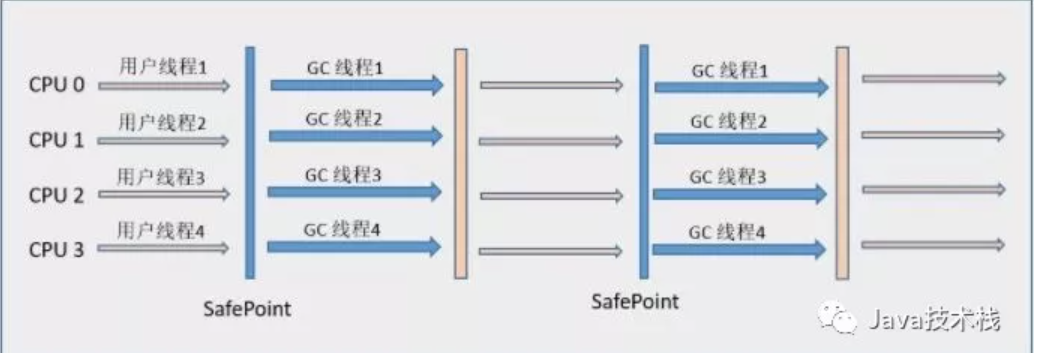 CPU 0 用户线程1 GC 线程1 GC 线程1
CPU 1 用户线程2 GC 线程2 GC 线程2
CPU 2 用户线程3 GC 线程3 GC 线程3
CPU 3 用户线程4 GC 线程4 GC 线程4
SafePoint SafePoint
Java技术栈